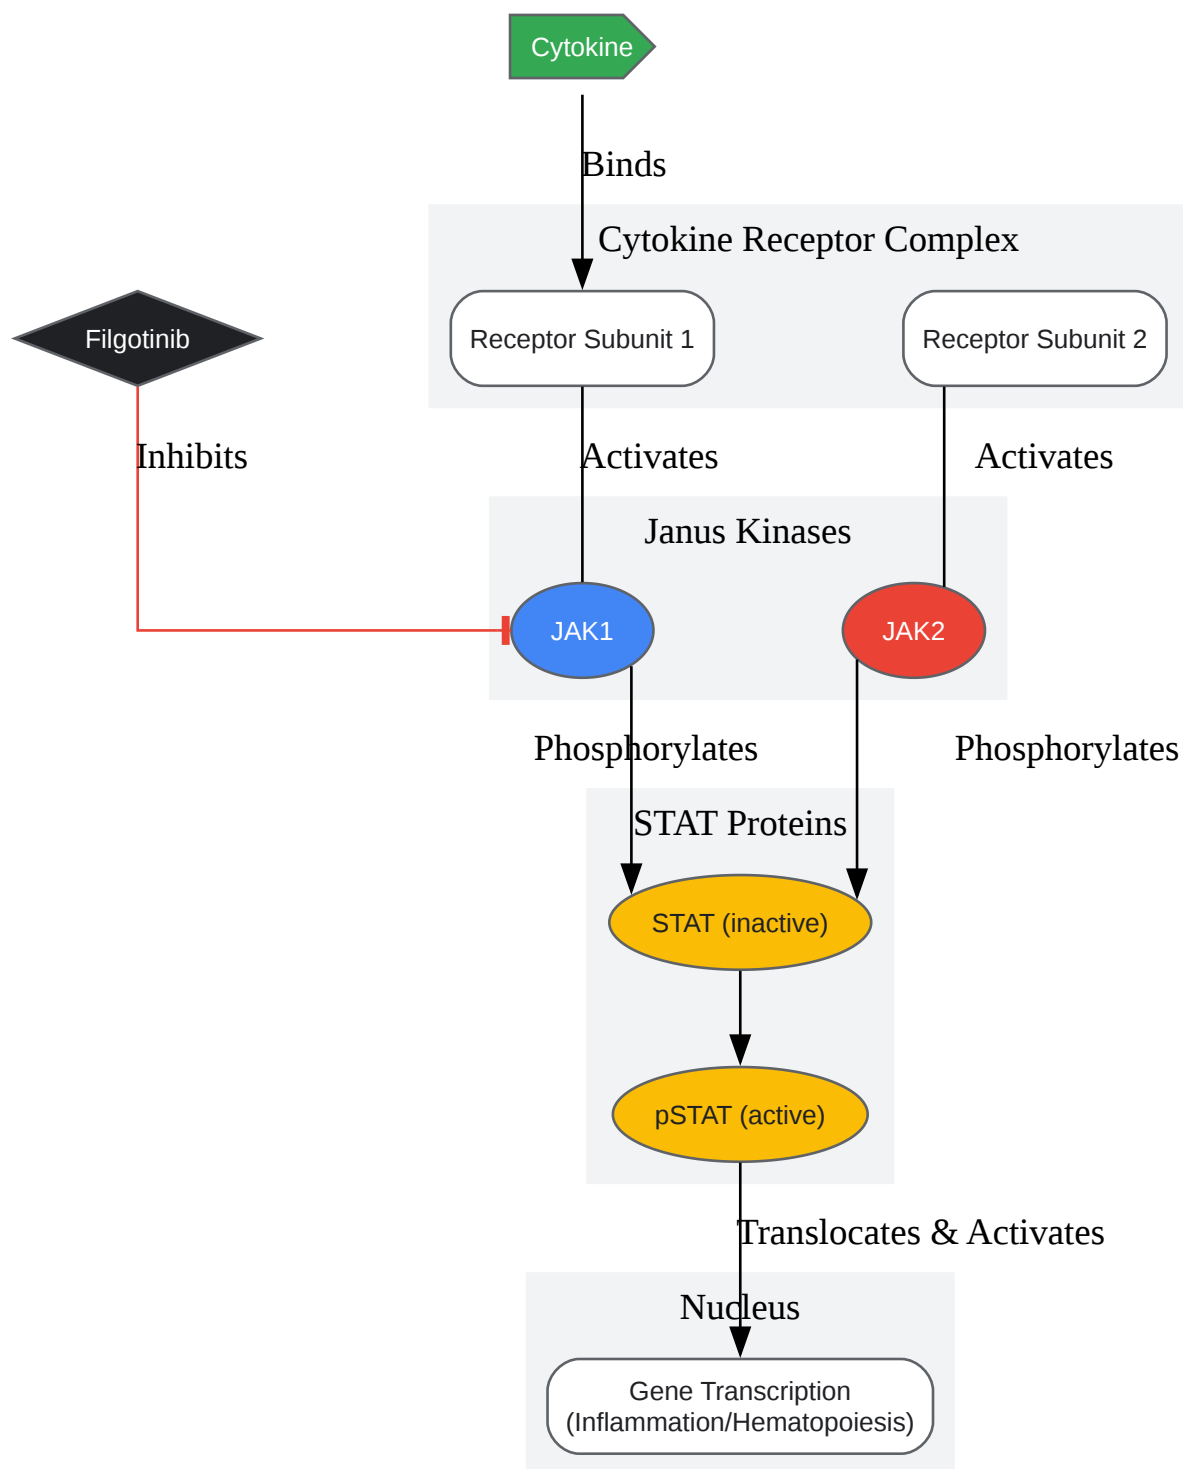 Cytokine
Binds
Cytokine Receptor Complex
Filgotinib
Receptor Subunit 1
Receptor Subunit 2
Inhibits
Activates
Activates
Janus Kinases
JAK1
JAK2
Phosphorylates
Phosphorylates
STAT Proteins
STAT (inactive)
pSTAT (active)
Translocates & Activates
Nucleus
Gene Transcription
(Inflammation/Hematopoiesis)